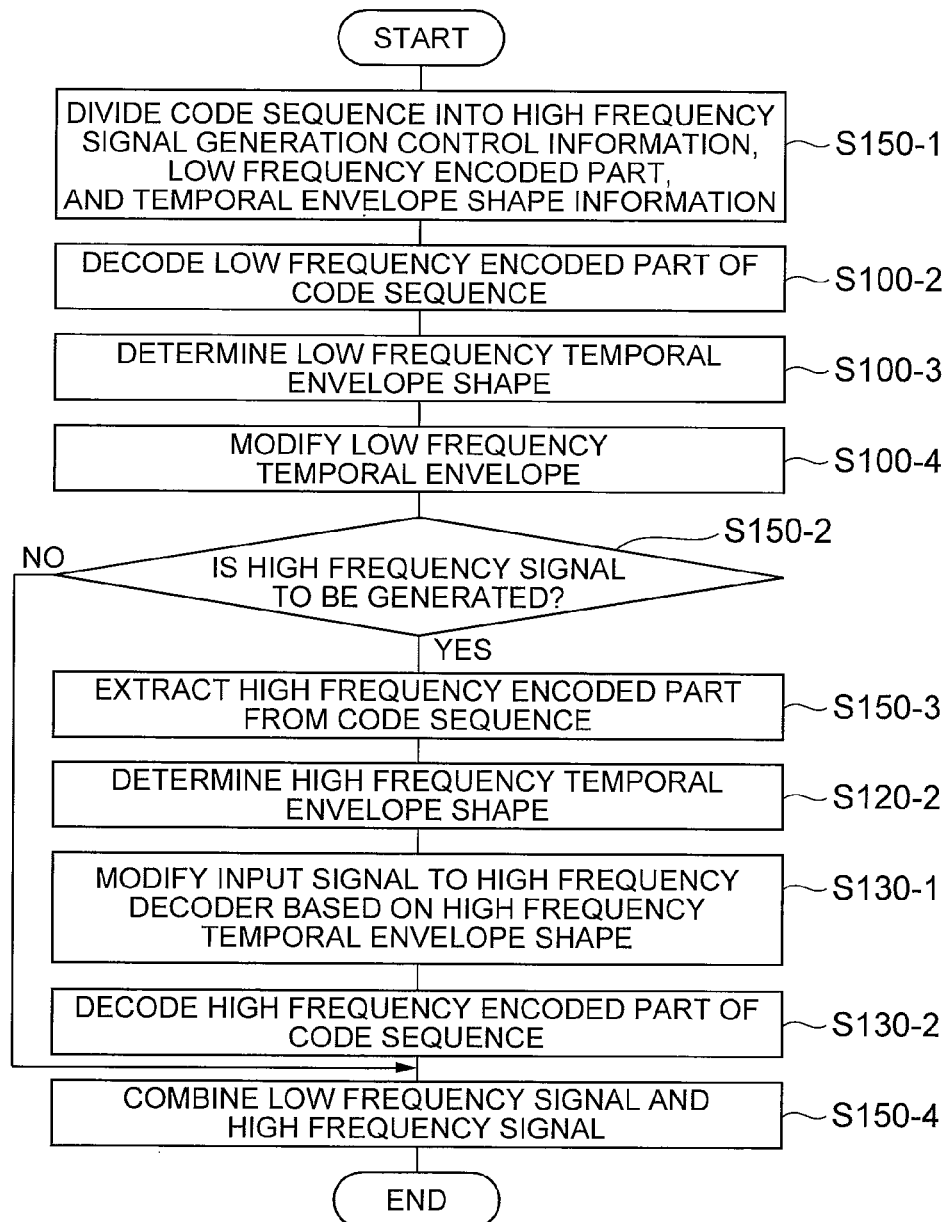 START
DIVIDE CODE SEQUENCE INTO HIGH FREQUENCY
SIGNAL GENERATION CONTROL INFORMATION,
LOW FREQUENCY ENCODED PART,
AND TEMPORAL ENVELOPE SHAPE INFORMATION
S150-1
DECODE LOW FREQUENCY ENCODED PART OF
CODE SEQUENCE
S100-2
DETERMINE LOW FREQUENCY TEMPORAL
ENVELOPE SHAPE
S100-3
MODIFY LOW FREQUENCY
TEMPORAL ENVELOPE
S100-4
S150-2
NO
IS HIGH FREQUENCY SIGNAL
TO BE GENERATED?
YES
EXTRACT HIGH FREQUENCY ENCODED PART
FROM CODE SEQUENCE
S150-3
DETERMINE HIGH FREQUENCY TEMPORAL
ENVELOPE SHAPE
S120-2
MODIFY INPUT SIGNAL TO HIGH FREQUENCY
DECODER BASED ON HIGH FREQUENCY
TEMPORAL ENVELOPE SHAPE
S130-1
DECODE HIGH FREQUENCY ENCODED PART OF
CODE SEQUENCE
S130-2
COMBINE LOW FREQUENCY SIGNAL AND
HIGH FREQUENCY SIGNAL
S150-4
END